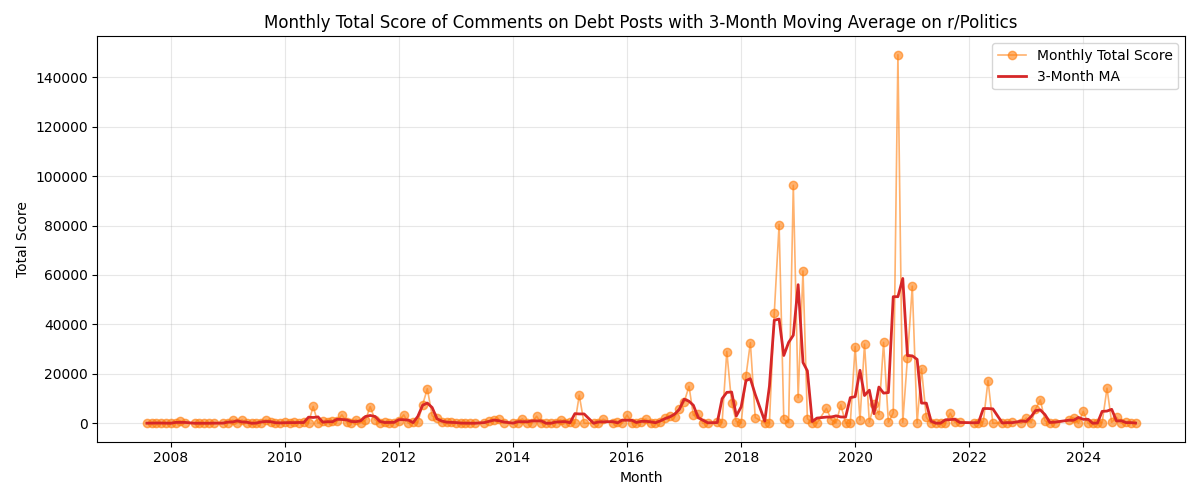 Monthly Total Score of Comments on Debt Posts with 3-Month Moving Average on r/Politics
Monthly Total Score
3-Month MA
Total Score
140000
120000
100000
80000
60000
40000
20000
0
2008 2010 2012 2014 2016 2018 2020 2022 2024
Month